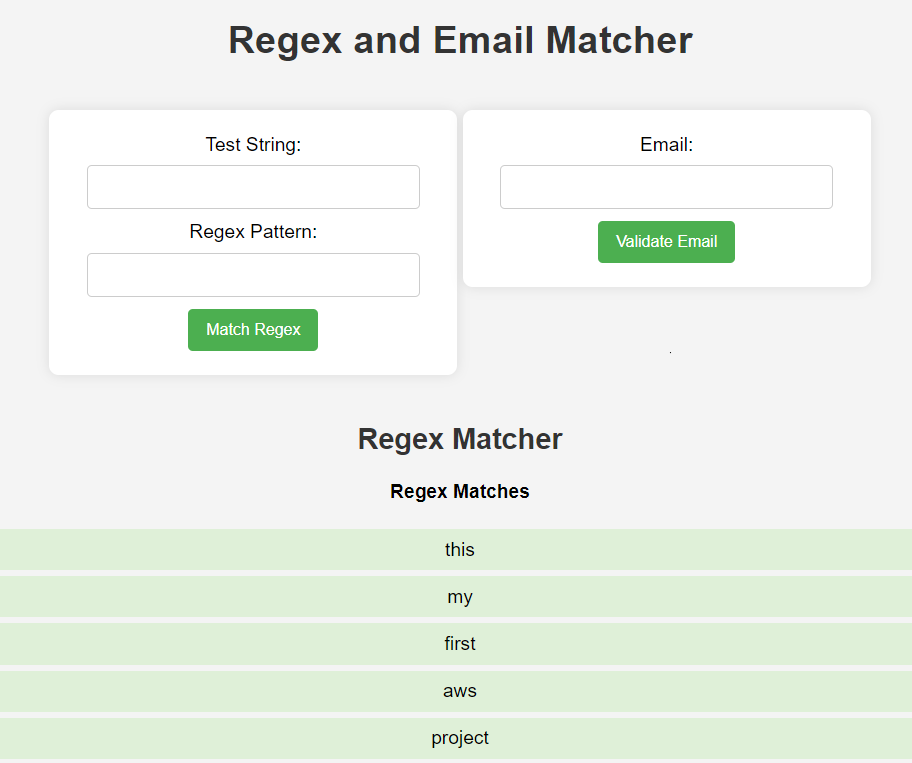 Regex and Email Matcher
Test String:
Regex Pattern:
Match Regex
Email:
Validate Email
Regex Matcher
Regex Matches
this
my
first
aws
project